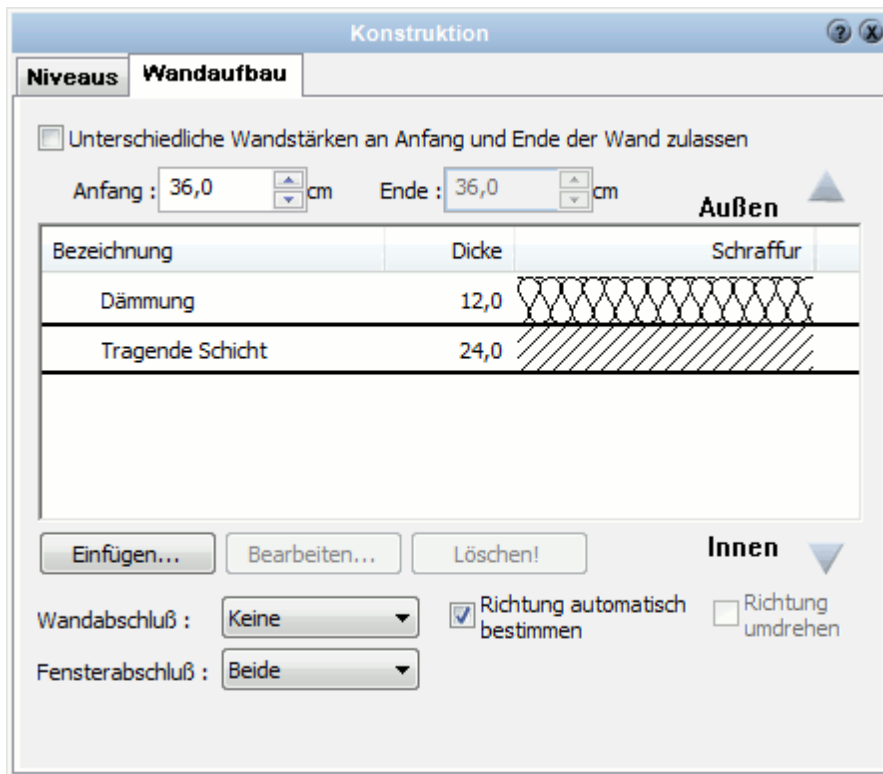 Konstruktion
Niveaus Wandaufbau
Unterschiedliche Wandstärken an Anfang und Ende der Wand zulassen
Anfang : 36,0 cm Ende : 36,0 cm
Außen
Bezeichnung Dicke Schraffur
Dämmung 12,0
Tragende Schicht 24,0
Einfügen... Bearbeiten... Löschen! Innen
Wandabschluß : Keine Richtung automatisch bestimmen Richtung umdrehen
Fensterabschluß : Beide